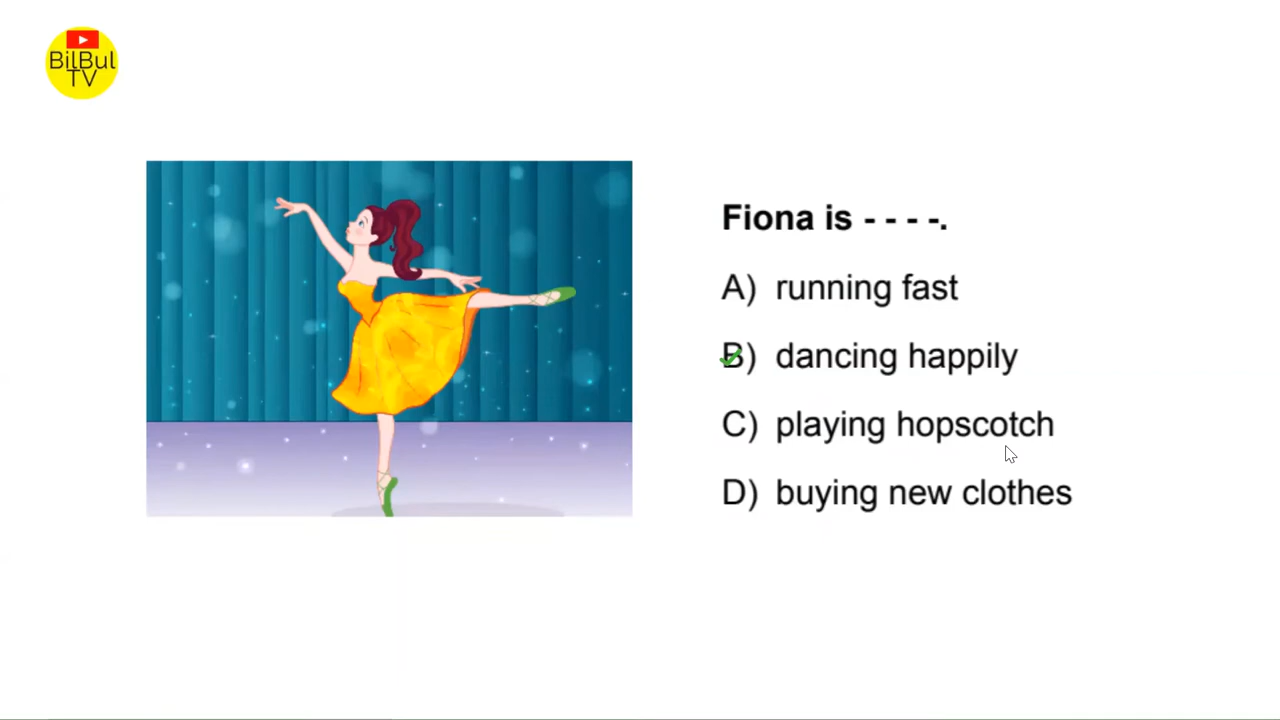 BilBul
TV
Fiona is - - - -.
A) running fast
B) dancing happily
C) playing hopscotch
D) buying new clothes